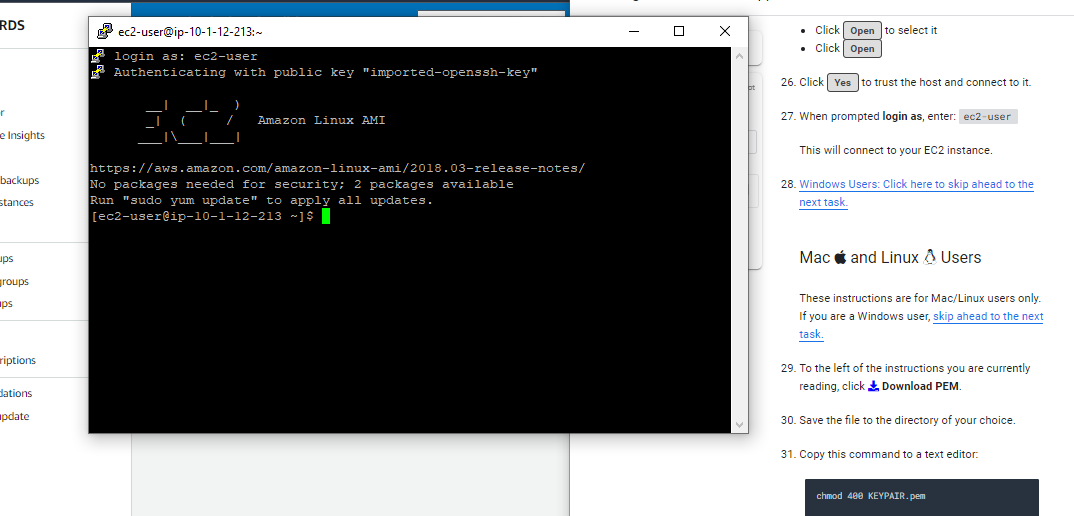 RDS
r
e Insights
backups
stances
ups
groups
ups
riptions
dations
update
ec2-user@ip-10-1-12-213:~
login as: ec2-user
Authenticating with public key "imported-openssh-key"
__|  __|_  )
_|  (     /   Amazon Linux AMI
___|\___|___|
https://aws.amazon.com/amazon-linux-ami/2018.03-release-notes/
No packages needed for security; 2 packages available
Run "sudo yum update" to apply all updates.
[ec2-user@ip-10-1-12-213 ~]$
• Click Open to select it
• Click Open
26. Click Yes to trust the host and connect to it.
27. When prompted login as, enter: ec2-user
This will connect to your EC2 instance.
28. Windows Users: Click here to skip ahead to the
next task.
Mac and Linux Users
These instructions are for Mac/Linux users only.
If you are a Windows user, skip ahead to the next
task.
29. To the left of the instructions you are currently
reading, click Download PEM.
30. Save the file to the directory of your choice.
31. Copy this command to a text editor:
chmod 400 KEYPAIR.pem